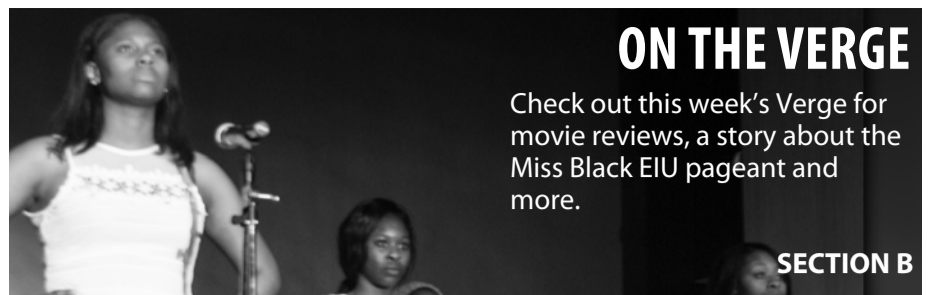 ON THE VERGE
Check out this week's Verge for
movie reviews, a story about the
Miss Black EIU pageant and
more.
SECTION B